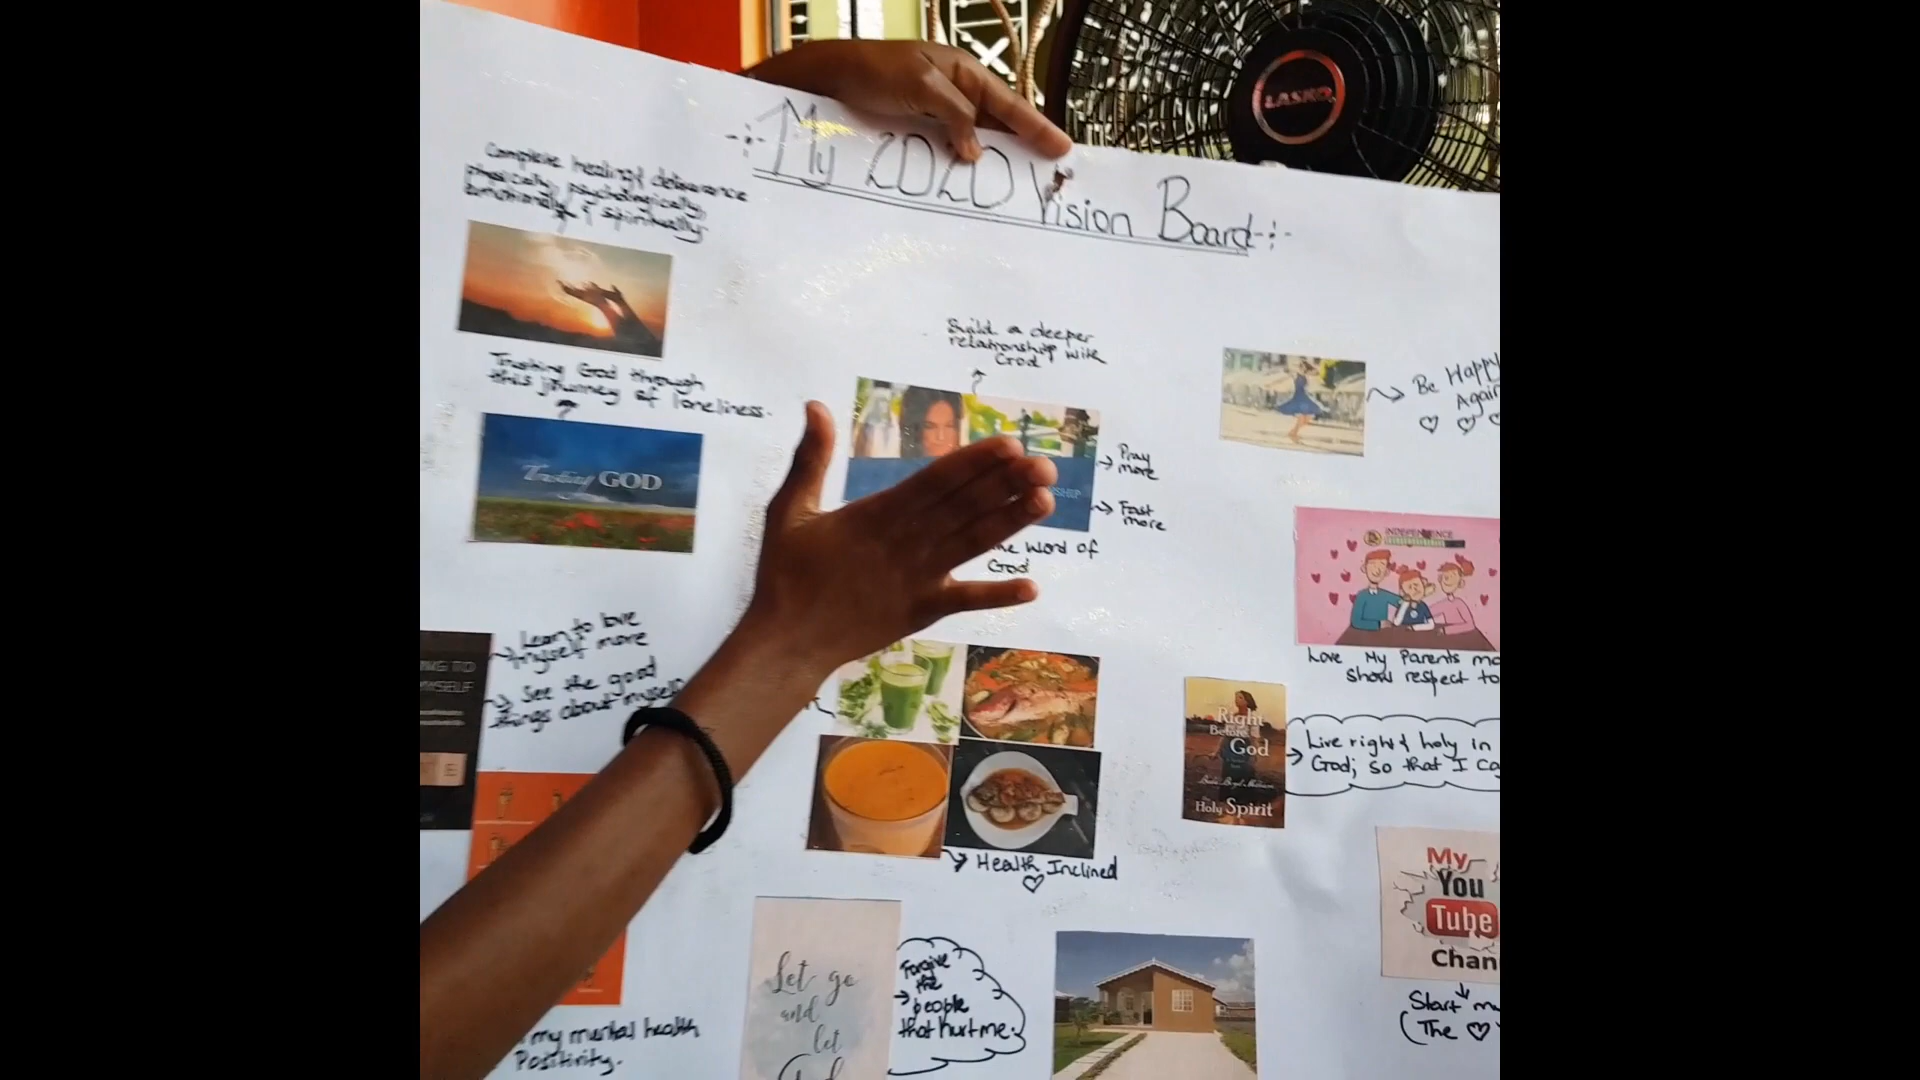 LASKO
My 2020 Vision Board
Complete healing & deliverance
physically, psychologically,
emotionally & spiritually.
Trusting God through
this journey of loneliness.
Trusting GOD
Build a deeper
relationship with
God
Pray
more
Fast
more
the Word of
God
Be Happy
Again
INDEPENDENCE
Love My Parents
show respect to
Learn to love
myself more
See the good
things about myself
TO
MYSELF
Right
Before
God
Holy Spirit
Live right & holy in
God; so that I
Health Inclined
My
You
Tube
Chan
Start
(The
Let go
and
let
Forgive
the
people
that hurt me.
my mental health
Positivity.